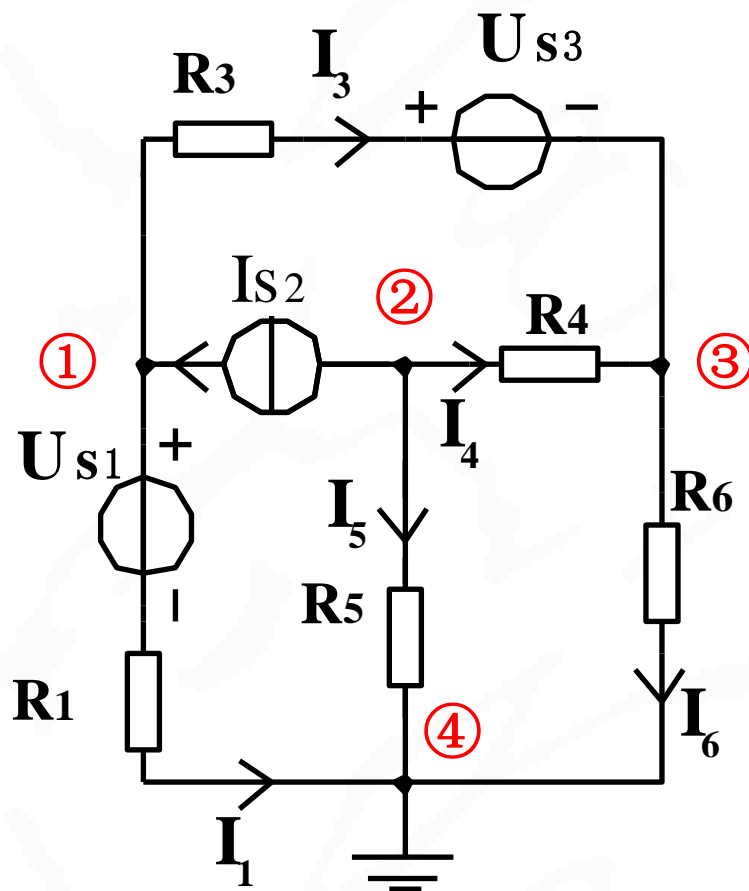 Us3
R3
I3
+
−
Is2
②
R4
①
③
I4
+
Us1
R6
I5
−
R5
R1
④
I6
I1